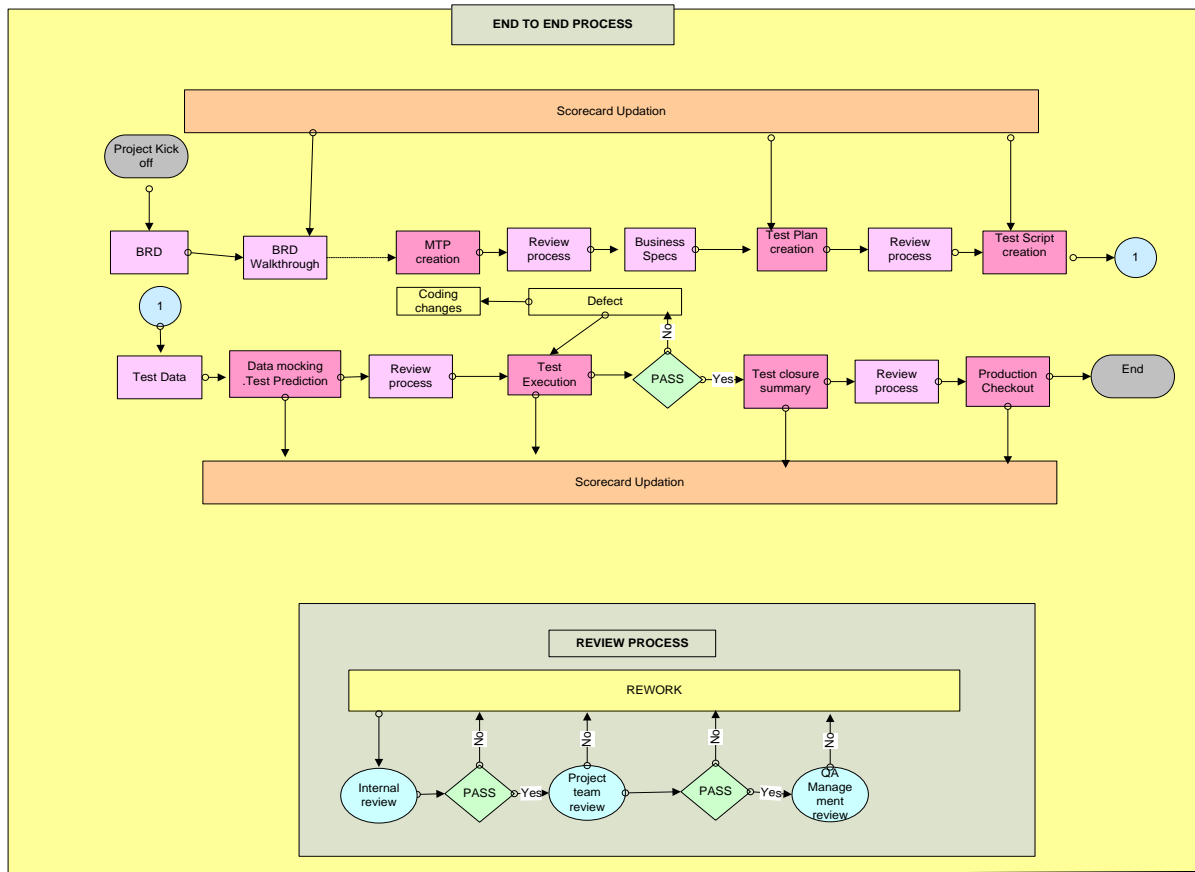 END TO END PROCESS
Scorecard Updation
Project Kick
off
BRD
BRD
Walkthrough
MTP
creation
Review
process
Business
Specs
Test Plan
creation
Review
process
Test Script
creation
1
1
Coding
changes
Defect
No
Test Data
Data mocking
.Test Prediction
Review
process
Test
Execution
PASS
Yes
Test closure
summary
Review
process
Production
Checkout
End
Scorecard Updation
REVIEW PROCESS
REWORK
No
No
No
No
Internal
review
PASS
Yes
Project
team
review
PASS
Yes
QA
Manage
ment
review